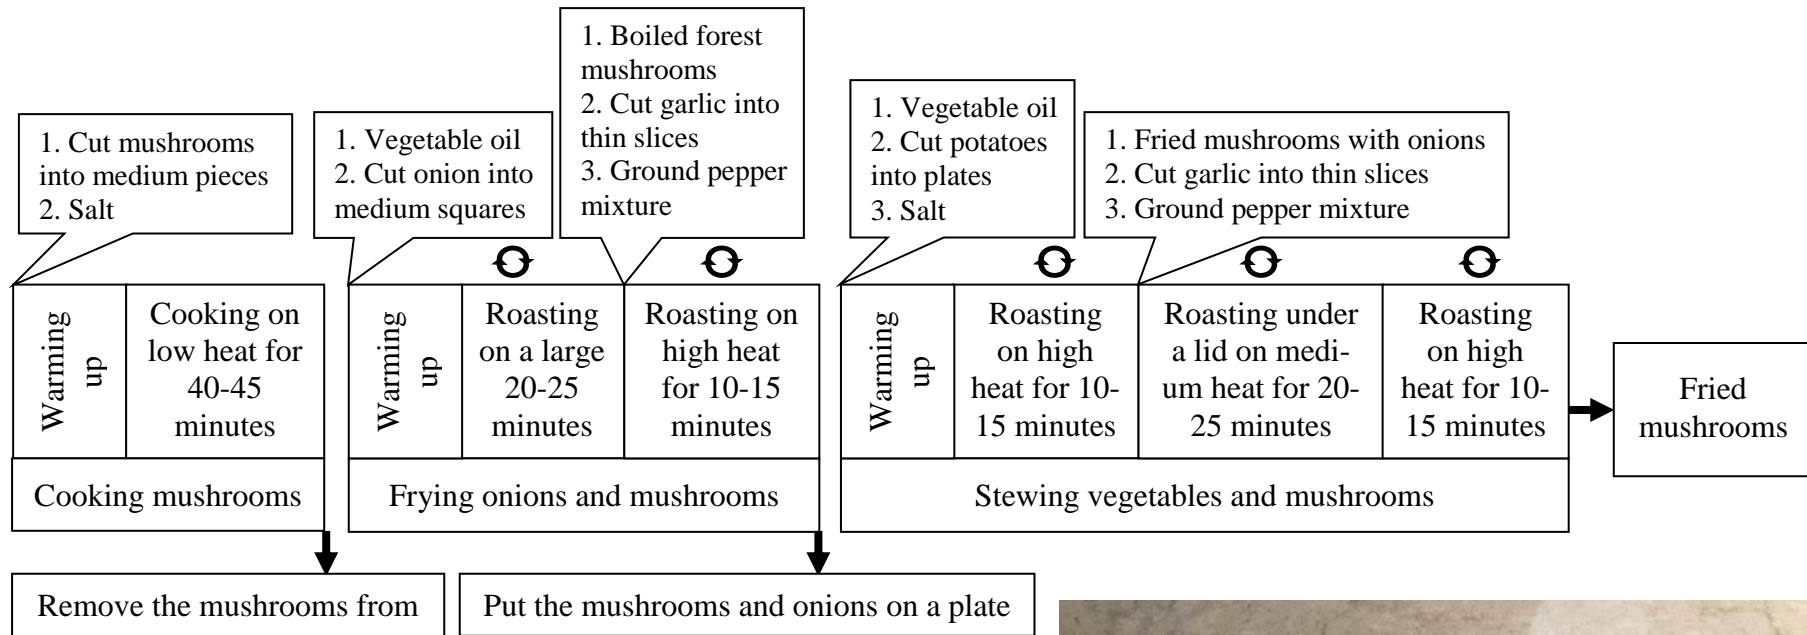 1. Cut mushrooms
into medium pieces
2. Salt
1. Vegetable oil
2. Cut onion into
medium squares
1. Boiled forest
mushrooms
2. Cut garlic into
thin slices
3. Ground pepper
mixture
1. Vegetable oil
2. Cut potatoes
into plates
3. Salt
1. Fried mushrooms with onions
2. Cut garlic into thin slices
3. Ground pepper mixture
Warming
up
Cooking on
low heat for
40-45
minutes
Warming
up
Roasting
on a large
20-25
minutes
Roasting on
high heat
for 10-15
minutes
Warming
up
Roasting
on high
heat for 10-
15 minutes
Roasting under
a lid on medi-
um heat for 20-
25 minutes
Roasting
on high
heat for 10-
15 minutes
Fried
mushrooms
Cooking mushrooms
Frying onions and mushrooms
Stewing vegetables and mushrooms
Remove the mushrooms from
Put the mushrooms and onions on a plate